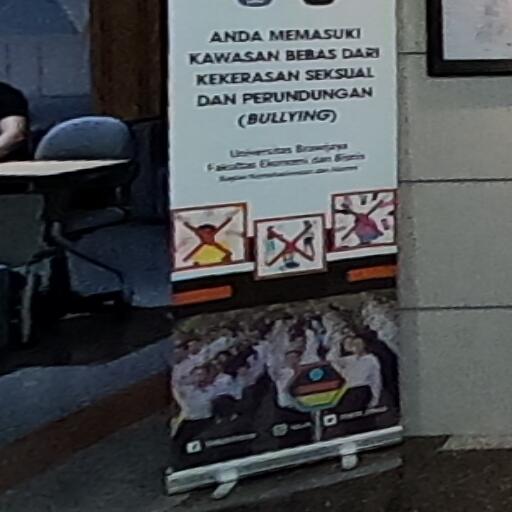 ANDA MEMASUKI
KAWASAN BEBAS DARI
KEKERASAN SEKSUAL
DAN PERUNDUNGAN
(BULLYING)
Universitas Brawijaya
Fakultas Ekonomi dan Bisnis